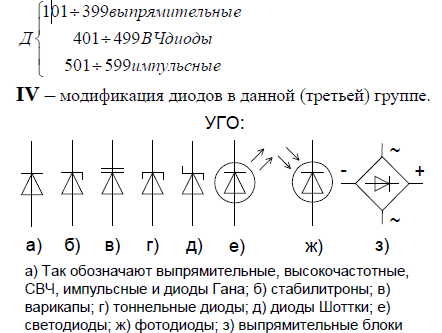 101÷399выпрямительные
Д 401÷499ВЧдиоды
501÷599импульсные
IV – модификация диодов в данной (третьей) группе.
УГО:
~
- +
~
а) б) в) г) д) е) ж) з)
а) Так обозначают выпрямительные, высокочастотные,
СВЧ, импульсные и диоды Гана; б) стабилитроны; в)
варикапы; г) тоннельные диоды; д) диоды Шоттки; е)
светодиоды; ж) фотодиоды; з) выпрямительные блоки